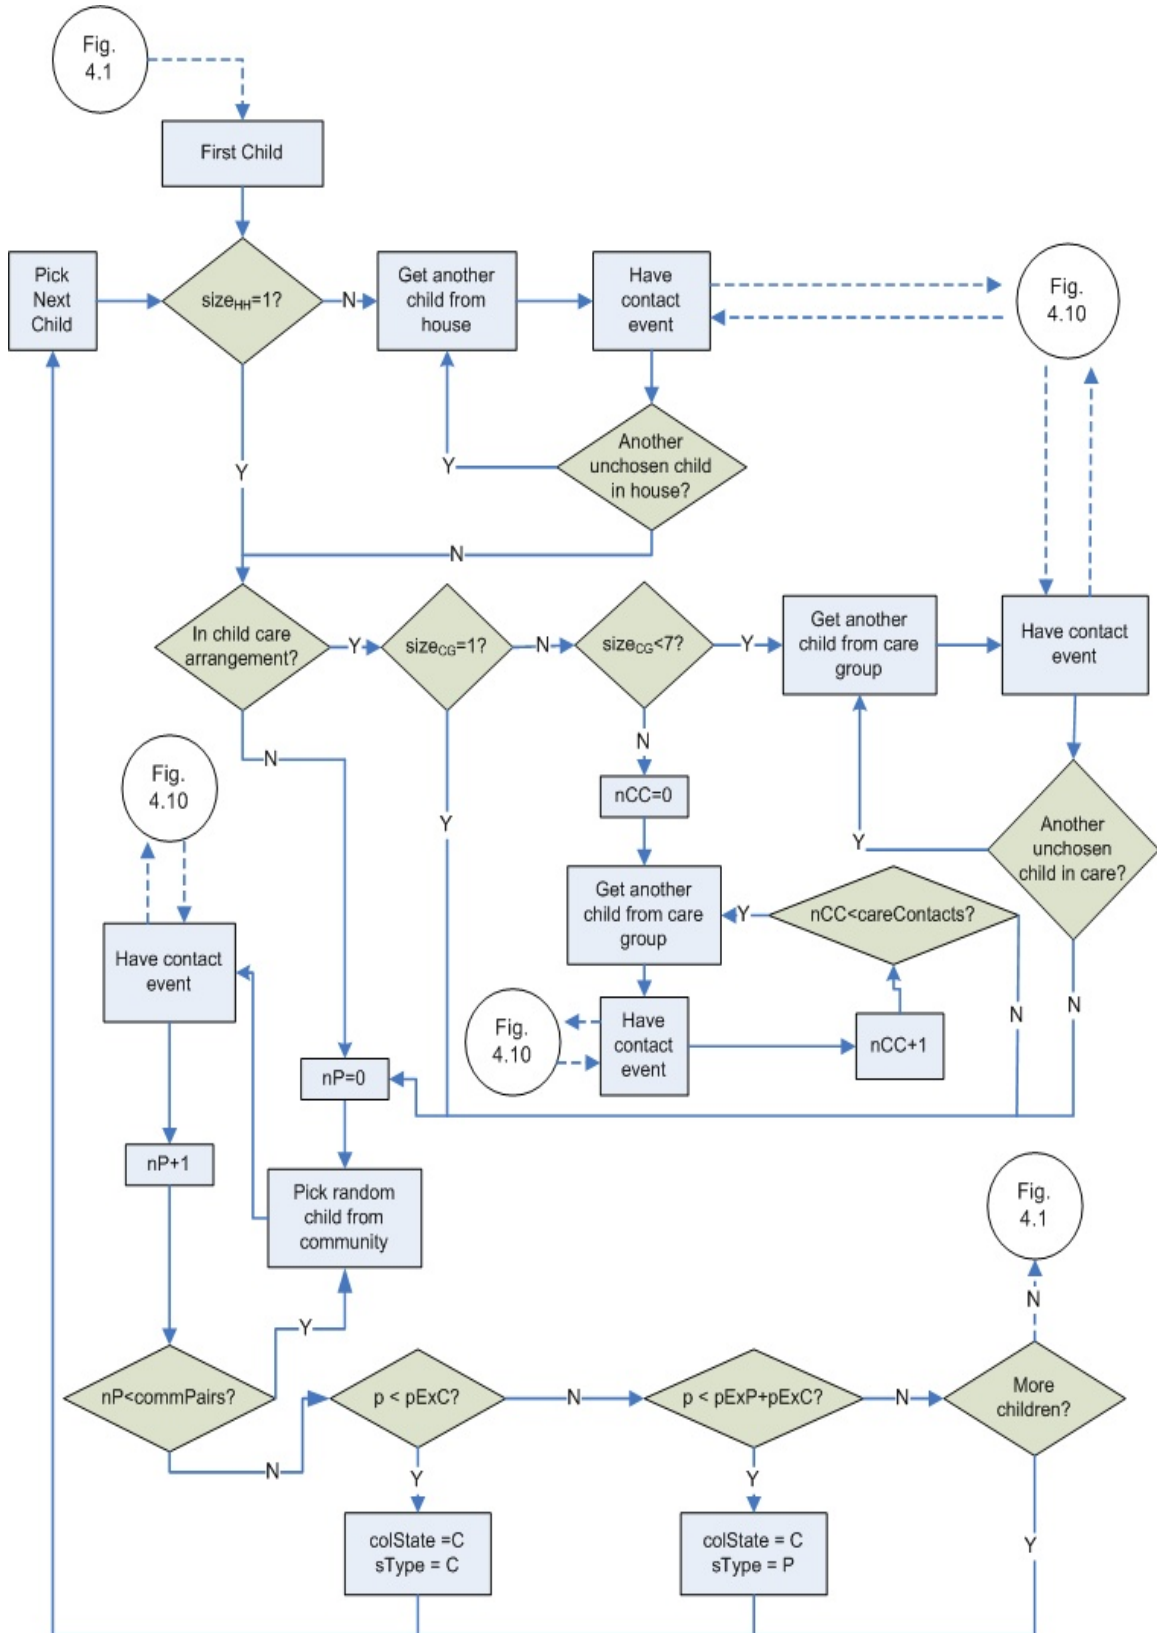 Fig.
4.1
First Child
Pick
Next
Child
sizeHH=1?
N
Get another
child from
house
Have
contact
event
Fig.
4.10
Y
Another
unchosen child
in house?
Y
N
In child care
arrangement?
Y
sizeCG=1?
N
sizeCG<7?
Y
Get another
child from care
group
Have contact
event
N
N
Fig.
4.10
nCC=0
Y
Y
Another
unchosen
child in care?
Get another
child from care
group
Y
nCC<careContacts?
Have contact
event
Fig.
4.10
Have
contact
event
nCC+1
N
N
nP=0
nP+1
Pick random
child from
community
Fig.
4.1
N
Y
nP<commPairs?
p < pExC?
N
p < pExP+pExC?
N
More
children?
N
Y
Y
Y
colState =C
sType = C
colState = C
sType = P